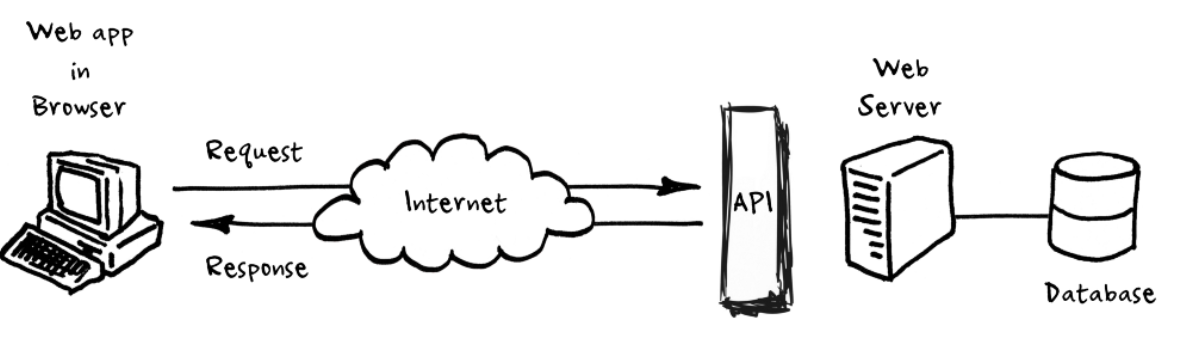 Web app
in
Browser
Request
Response
Internet
API
Web
Server
Database